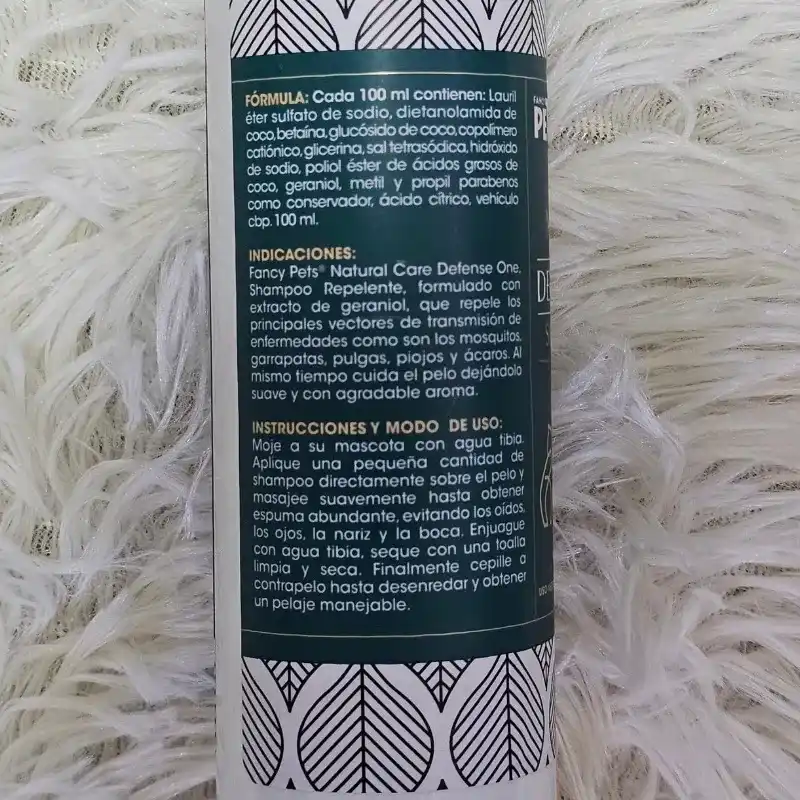 FÓRMULA: Cada 100 ml contienen: Lauril
éter sulfato de sodio, dietanolamida de
coco, betaína, glucósido de coco, copolímero
catiónico, glicerina, sal tetrasódica, hidróxido
de sodio, poliol éster de ácidos grasos de
coco, geraniol, metil y propil parabenos
como conservador, ácido cítrico, vehículo
cbp. 100 ml.
INDICACIONES:
Fancy Pets® Natural Care Defense One,
Shampoo Repelente, formulado con
extracto de geraniol, que repele los
principales vectores de transmisión de
enfermedades como son los mosquitos,
garrapatas, pulgas, piojos y ácaros. Al
mismo tiempo cuida el pelo dejándolo
suave y con agradable aroma.
INSTRUCCIONES Y MODO DE USO:
Moje a su mascota con agua tibia.
Aplique una pequeña cantidad de
shampoo directamente sobre el pelo y
masajee suavemente hasta obtener
espuma abundante, evitando los oídos,
los ojos, la nariz y la boca. Enjuague
con agua tibia, seque con una toalla
limpia y seca. Finalmente cepille a
contrapelo hasta desenredar y obtener
un pelaje manejable.